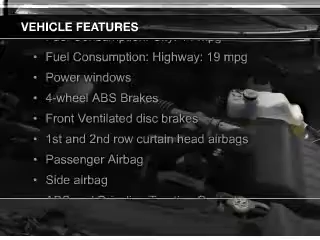 VEHICLE FEATURES
• Fuel Consumption: Highway: 19 mpg
• Power windows
• 4-wheel ABS Brakes
• Front Ventilated disc brakes
• 1st and 2nd row curtain head airbags
• Passenger Airbag
• Side airbag